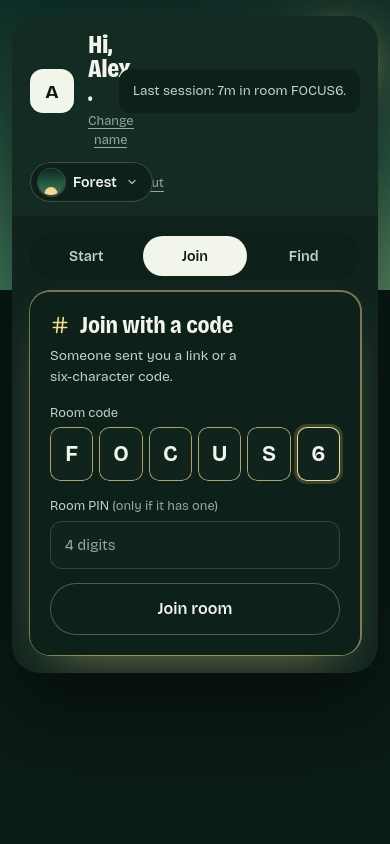 Hi,
Alex
A
Last session: 7m in room FOCUS6.
Change
name
Forest
ut
Start Join Find
# Join with a code
Someone sent you a link or a
six-character code.
Room code
F O C U S 6
Room PIN (only if it has one)
4 digits
Join room